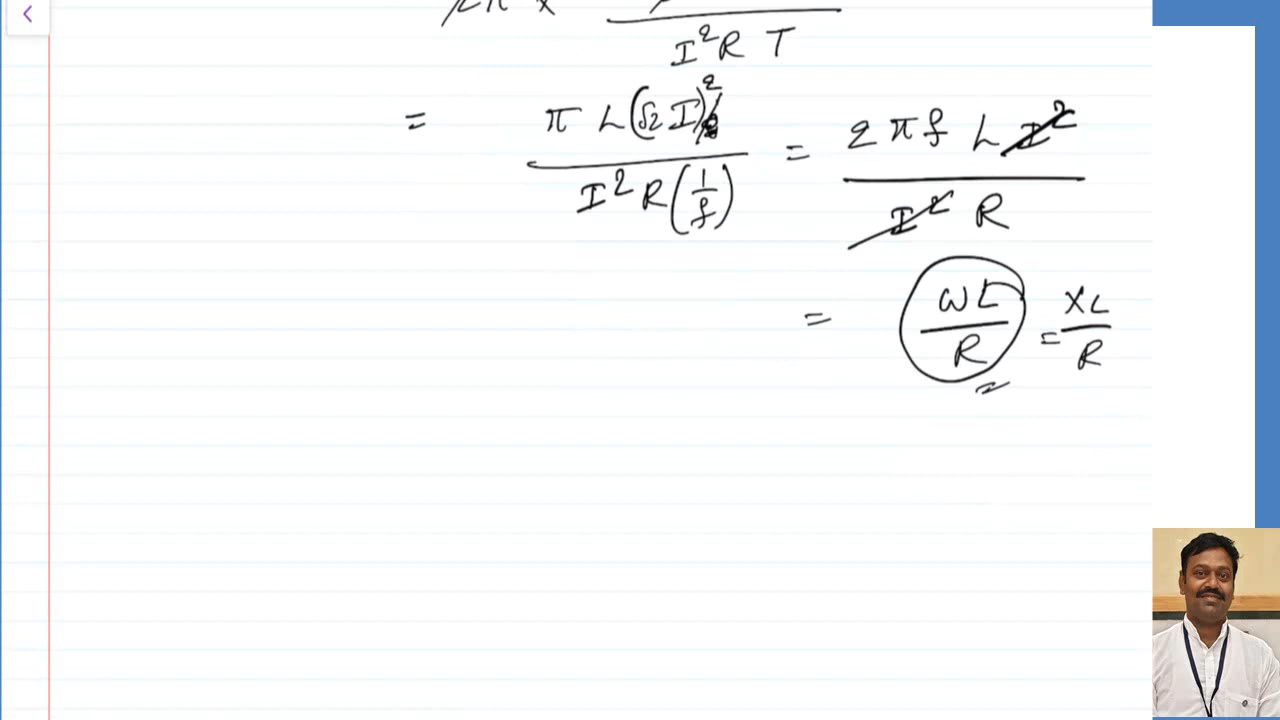 I²R T
= π L(√2 I)² / I²R(1/f) = 2πf L I² / I² R
= ωL / R = XL / R